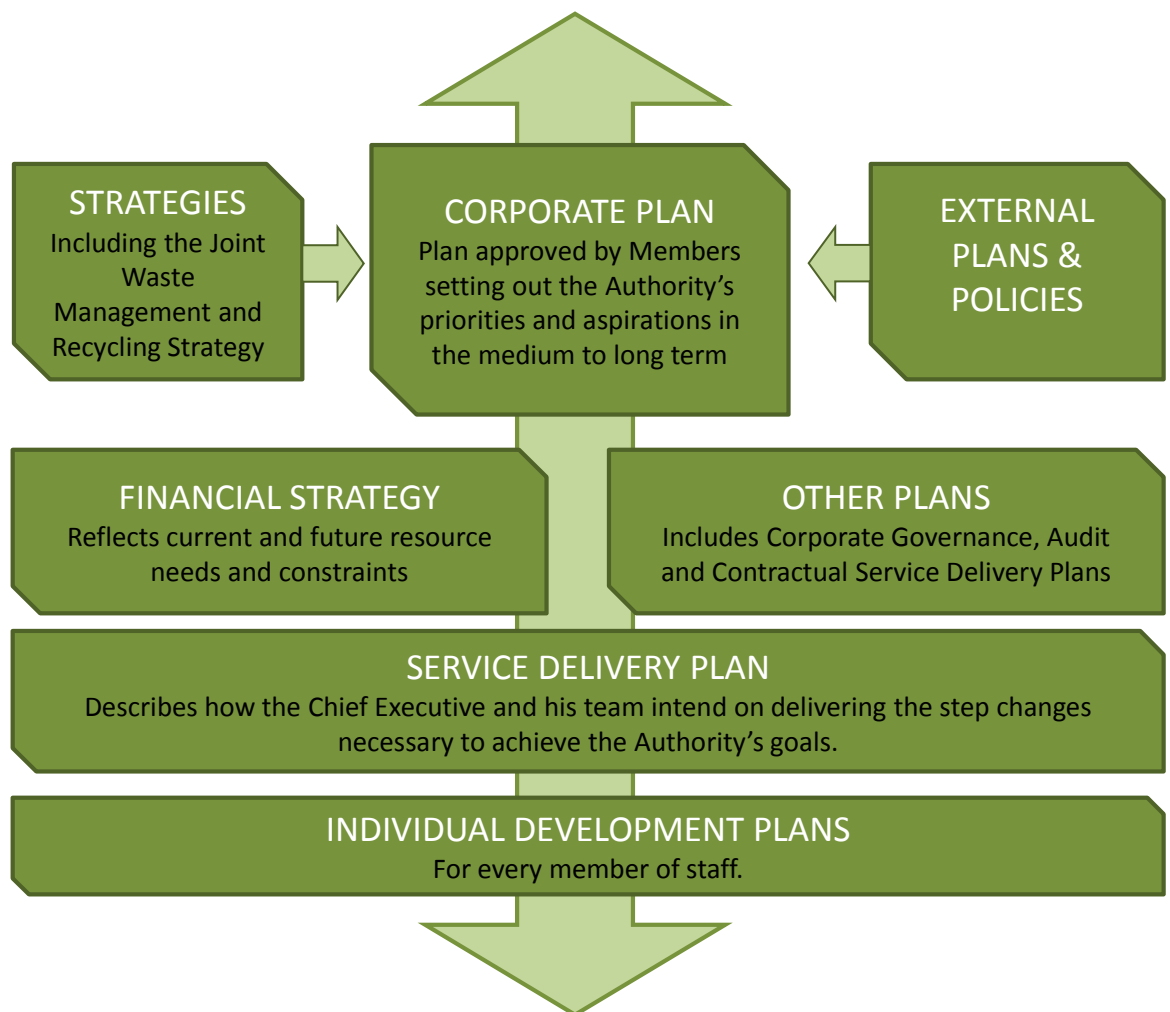 STRATEGIES
Including the Joint
Waste
Management and
Recycling Strategy
CORPORATE PLAN
Plan approved by Members
setting out the Authority’s
priorities and aspirations in
the medium to long term
EXTERNAL
PLANS &
POLICIES
FINANCIAL STRATEGY
Reflects current and future resource
needs and constraints
OTHER PLANS
Includes Corporate Governance, Audit
and Contractual Service Delivery Plans
SERVICE DELIVERY PLAN
Describes how the Chief Executive and his team intend on delivering the step changes
necessary to achieve the Authority’s goals.
INDIVIDUAL DEVELOPMENT PLANS
For every member of staff.